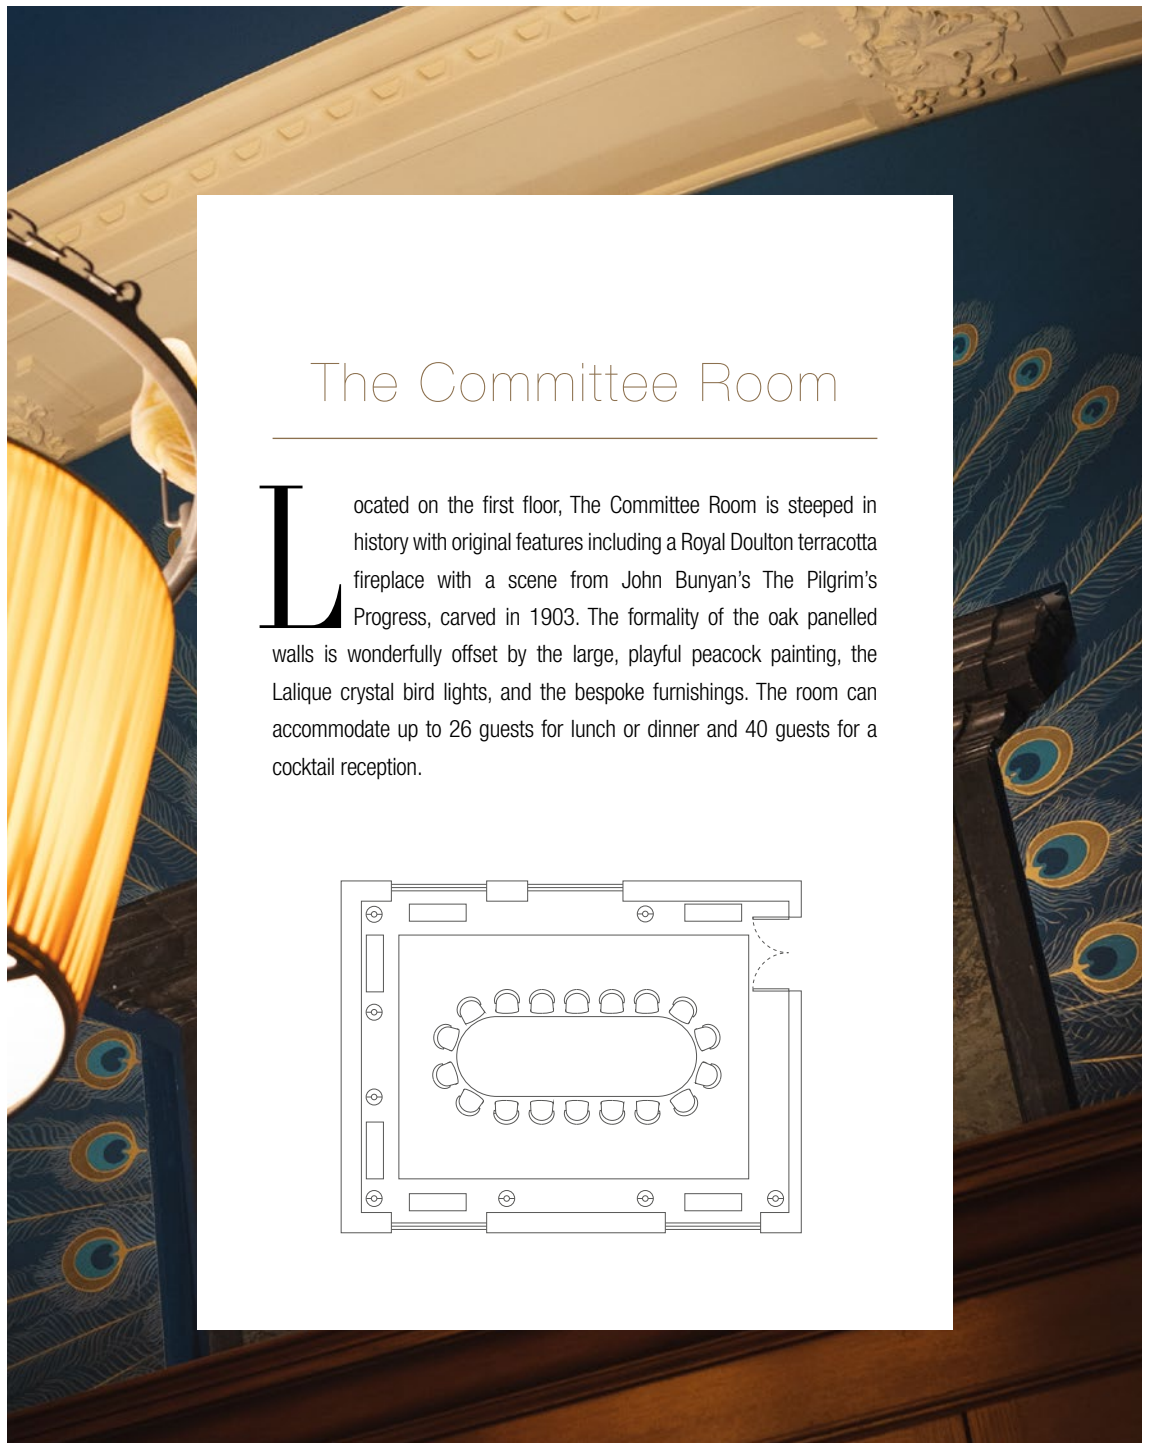 The Committee Room
Located on the first floor, The Committee Room is steeped in
history with original features including a Royal Doulton terracotta
fireplace with a scene from John Bunyan’s The Pilgrim’s
Progress, carved in 1903. The formality of the oak panelled
walls is wonderfully offset by the large, playful peacock painting, the
Lalique crystal bird lights, and the bespoke furnishings. The room can
accommodate up to 26 guests for lunch or dinner and 40 guests for a
cocktail reception.